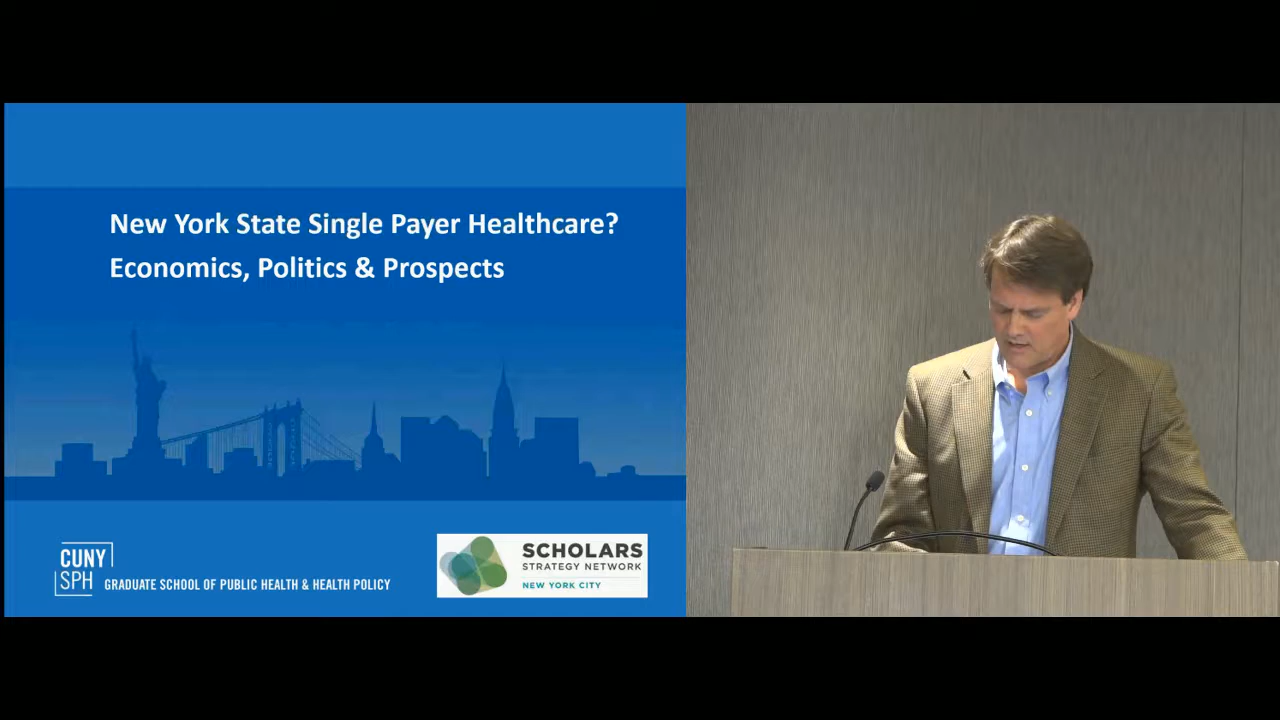 New York State Single Payer Healthcare?
Economics, Politics & Prospects
CUNY
SPH
GRADUATE SCHOOL OF PUBLIC HEALTH & HEALTH POLICY
SCHOLARS
STRATEGY NETWORK
NEW YORK CITY